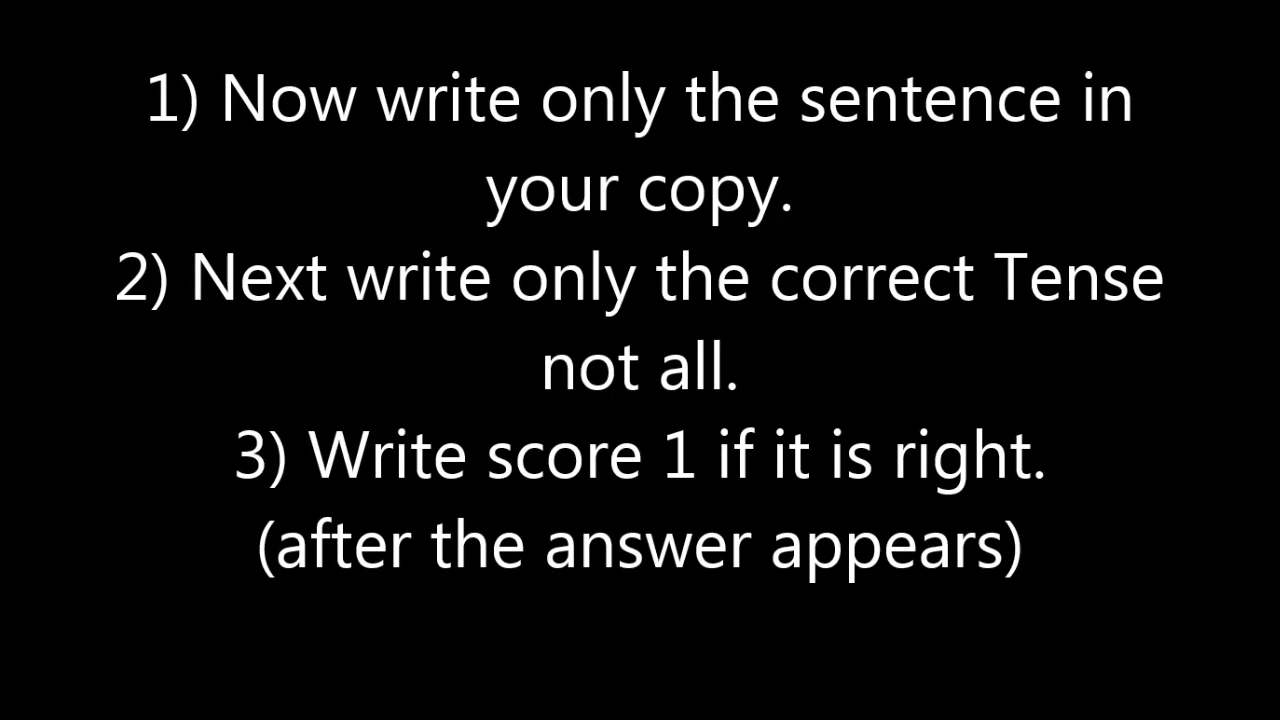 1) Now write only the sentence in
your copy.
2) Next write only the correct Tense
not all.
3) Write score 1 if it is right.
(after the answer appears)